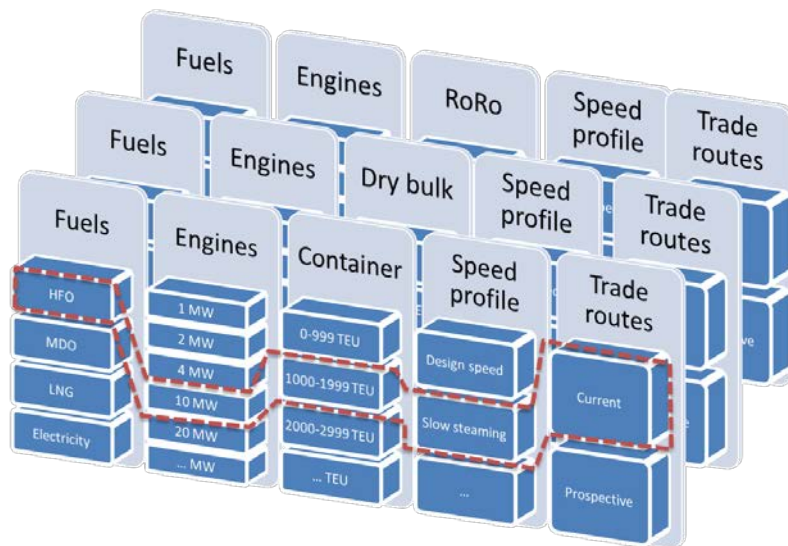 Fuels
Engines
RoRo
Speed
profile
Trade
routes
Fuels
Engines
Dry bulk
Speed
profile
Trade
routes
Fuels
HFO
MDO
LNG
Electricity
Engines
1 MW
2 MW
4 MW
10 MW
20 MW
... MW
Container
0-999 TEU
1000-1999 TEU
2000-2999 TEU
... TEU
Speed
profile
Design speed
Slow steaming
...
Trade
routes
Current
Prospective